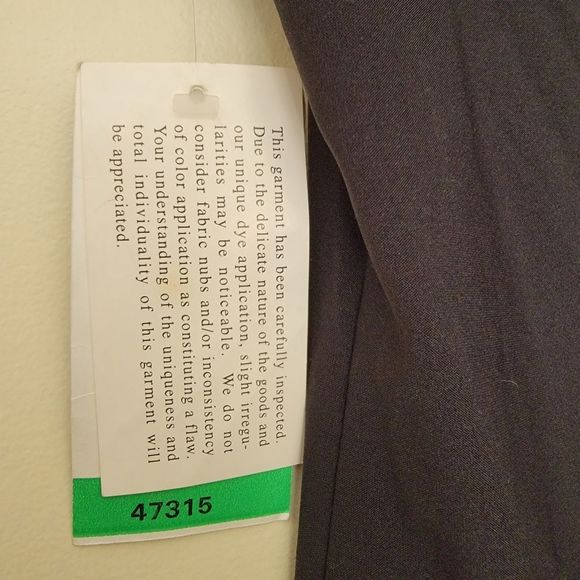 This garment has been carefully inspected.
Due to the delicate nature of the goods and
our unique dye application, slight irregu-
larities may be noticeable. We do not
consider fabric nubs and/or inconsistency
of color application as constituting a flaw.
Your understanding of the uniqueness and
total individuality of this garment will
be appreciated.
47315